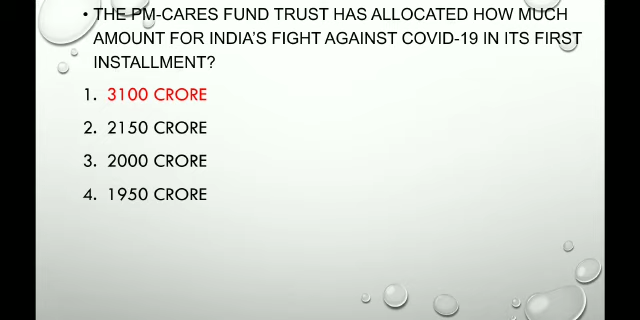 • THE PM-CARES FUND TRUST HAS ALLOCATED HOW MUCH
AMOUNT FOR INDIA'S FIGHT AGAINST COVID-19 IN ITS FIRST
INSTALLMENT?
1. 3100 CRORE
2. 2150 CRORE
3. 2000 CRORE
4. 1950 CRORE